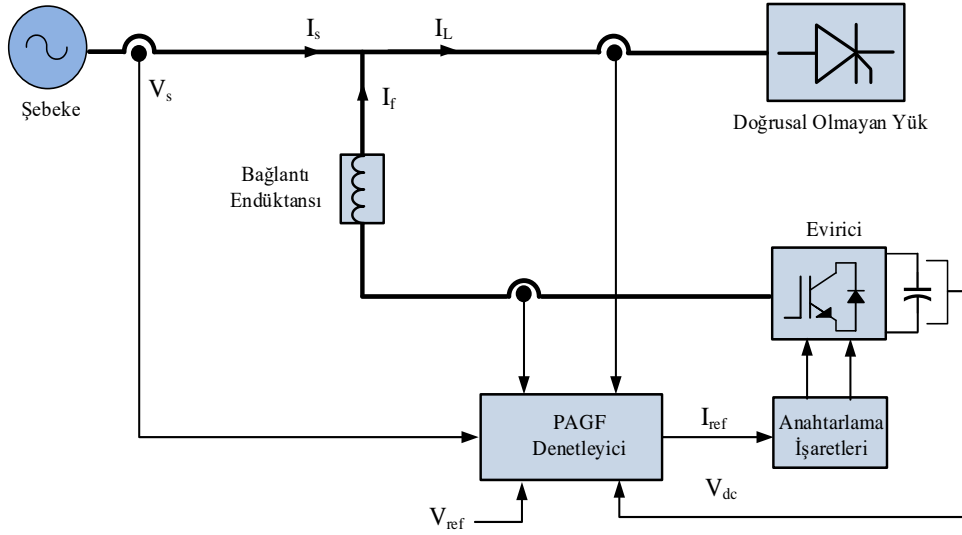 I_s
I_L
V_s
I_f
Şebeke
Doğrusal Olmayan Yük
Bağlantı
Endüktansı
Evirici
PAGF
Denetleyici
I_ref
Anahtarlama
İşaretleri
V_dc
V_ref